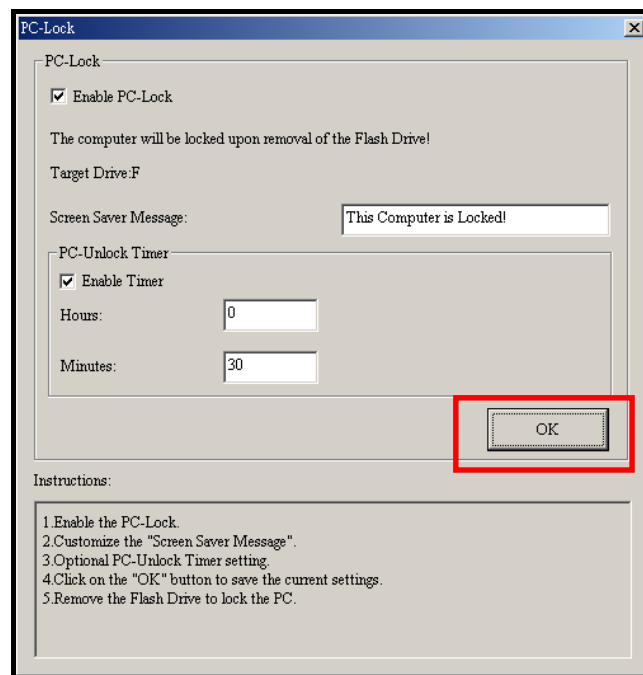 PC-Lock
PC-Lock
Enable PC-Lock
The computer will be locked upon removal of the Flash Drive!
Target Drive:F
Screen Saver Message: This Computer is Locked!
PC-Unlock Timer
Enable Timer
Hours: 0
Minutes: 30
OK
Instructions:
1.Enable the PC-Lock.
2.Customize the "Screen Saver Message".
3.Optional PC-Unlock Timer setting.
4.Click on the "OK" button to save the current settings.
5.Remove the Flash Drive to lock the PC.